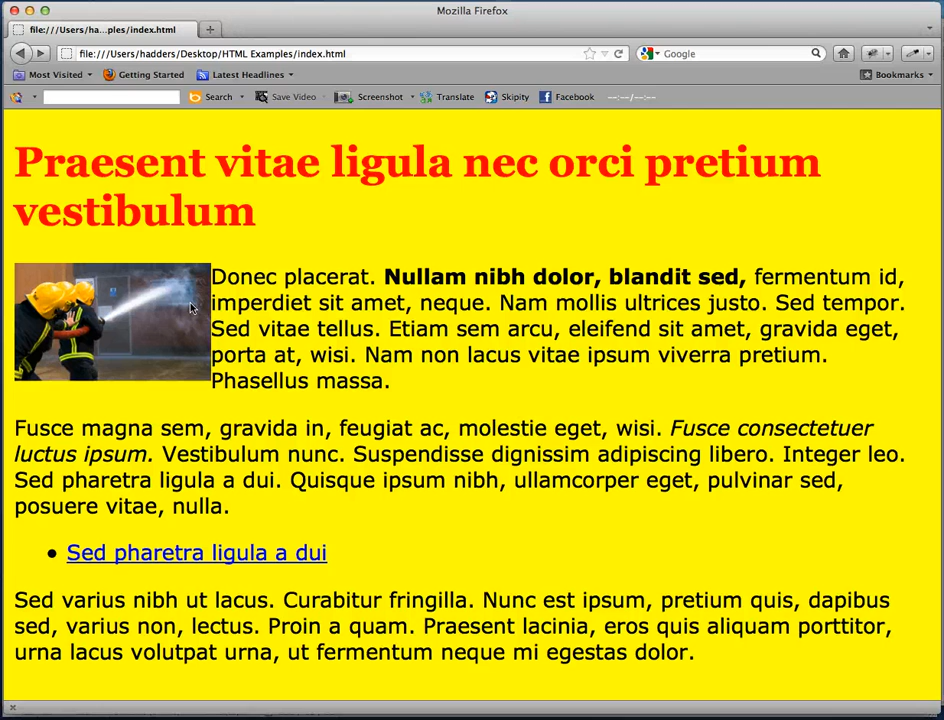 Mozilla Firefox
file:///Users/ha...ples/index.html
file:///Users/hadders/Desktop/HTML Examples/index.html
Google
Most Visited
Getting Started
Latest Headlines
Bookmarks
Search
Save Video
Screenshot
Translate
Skipity
Facebook
--:--/--:--
Praesent vitae ligula nec orci pretium
vestibulum
Donec placerat. Nullam nibh dolor, blandit sed, fermentum id,
imperdiet sit amet, neque. Nam mollis ultrices justo. Sed tempor.
Sed vitae tellus. Etiam sem arcu, eleifend sit amet, gravida eget,
porta at, wisi. Nam non lacus vitae ipsum viverra pretium.
Phasellus massa.
Fusce magna sem, gravida in, feugiat ac, molestie eget, wisi. Fusce consectetuer
luctus ipsum. Vestibulum nunc. Suspendisse dignissim adipiscing libero. Integer leo.
Sed pharetra ligula a dui. Quisque ipsum nibh, ullamcorper eget, pulvinar sed,
posuere vitae, nulla.
• Sed pharetra ligula a dui
Sed varius nibh ut lacus. Curabitur fringilla. Nunc est ipsum, pretium quis, dapibus
sed, varius non, lectus. Proin a quam. Praesent lacinia, eros quis aliquam porttitor,
urna lacus volutpat urna, ut fermentum neque mi egestas dolor.